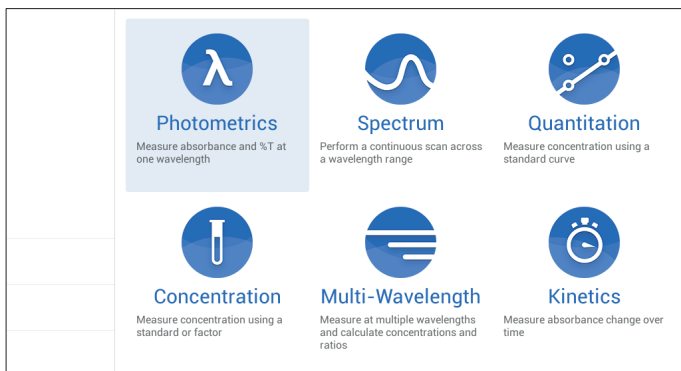 λ
Photometrics
Measure absorbance and %T at
one wavelength
Spectrum
Perform a continuous scan across
a wavelength range
Quantitation
Measure concentration using a
standard curve
Concentration
Measure concentration using a
standard or factor
Multi-Wavelength
Measure at multiple wavelengths
and calculate concentrations and
ratios
Kinetics
Measure absorbance change over
time